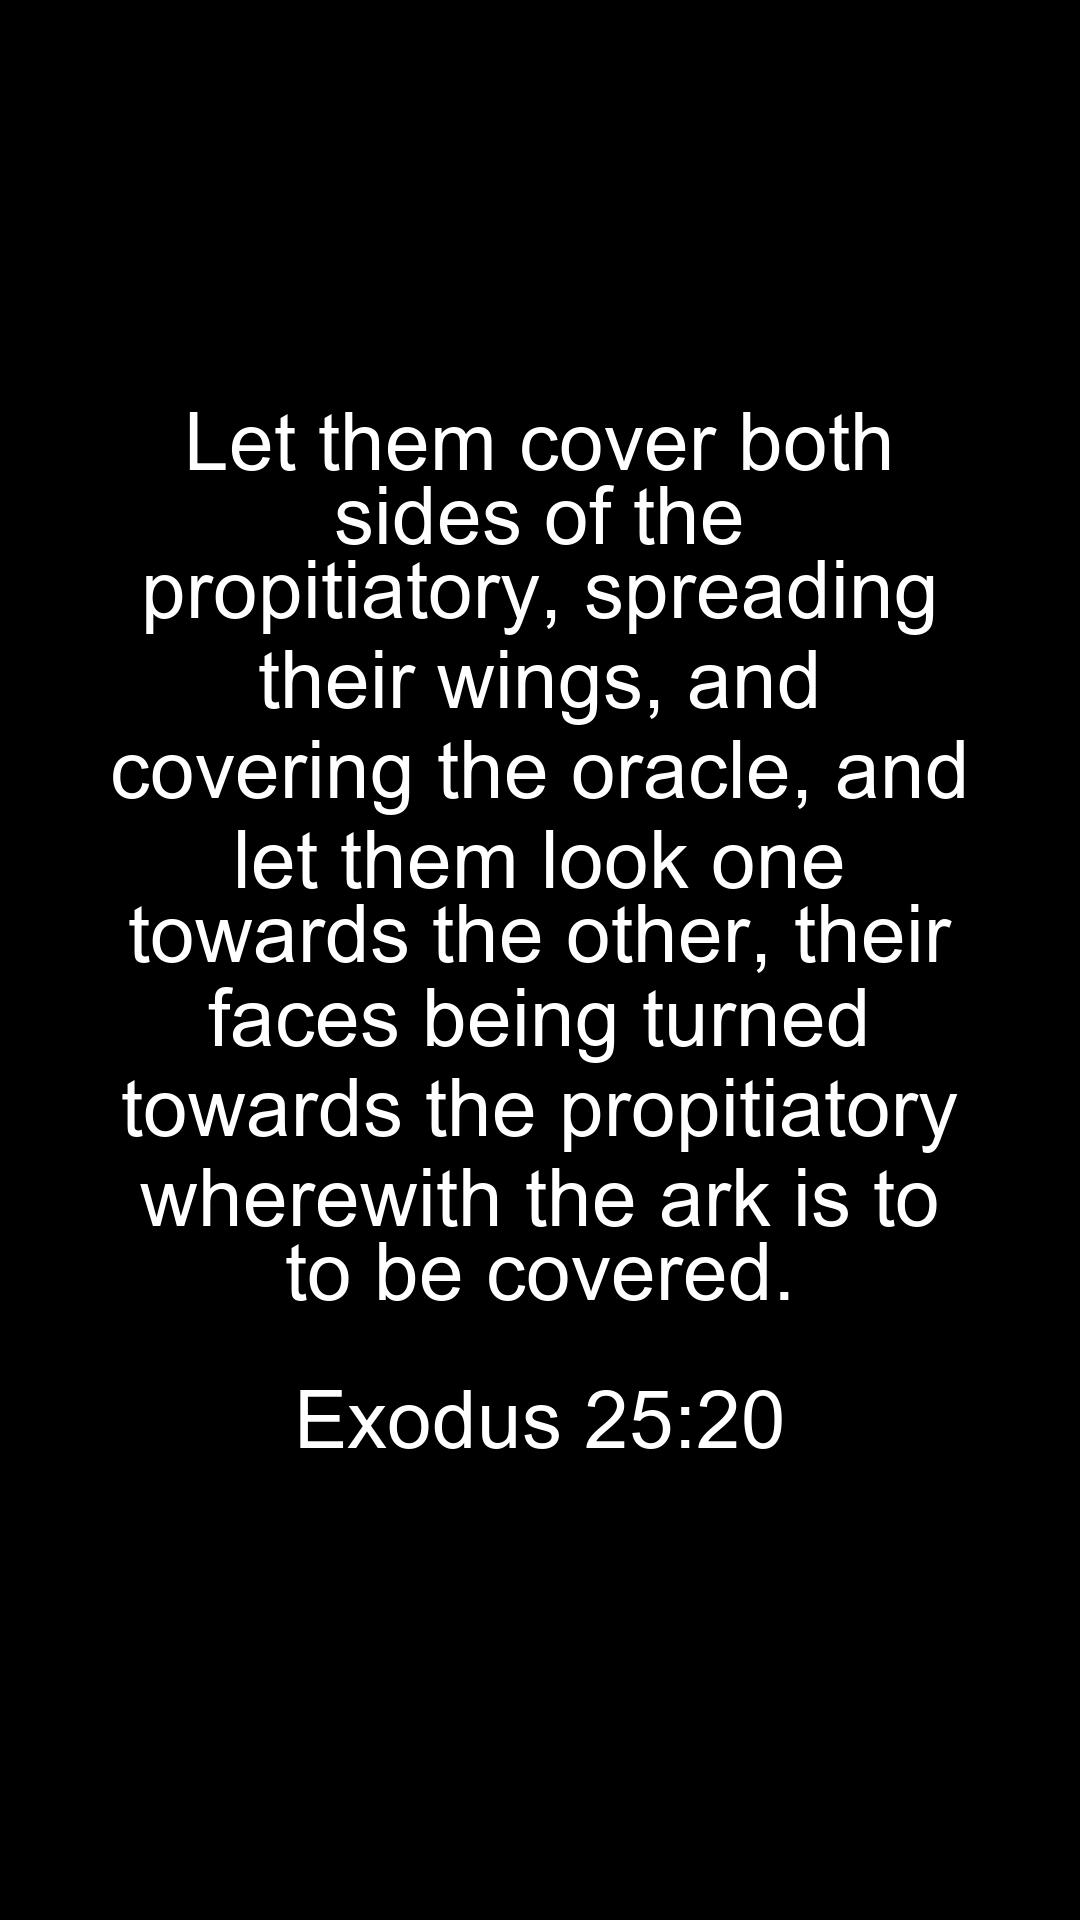 Let them cover both
sides of the
propitiatory, spreading
their wings, and
covering the oracle, and
let them look one
towards the other, their
faces being turned
towards the propitiatory
wherewith the ark is to
to be covered.
Exodus 25:20